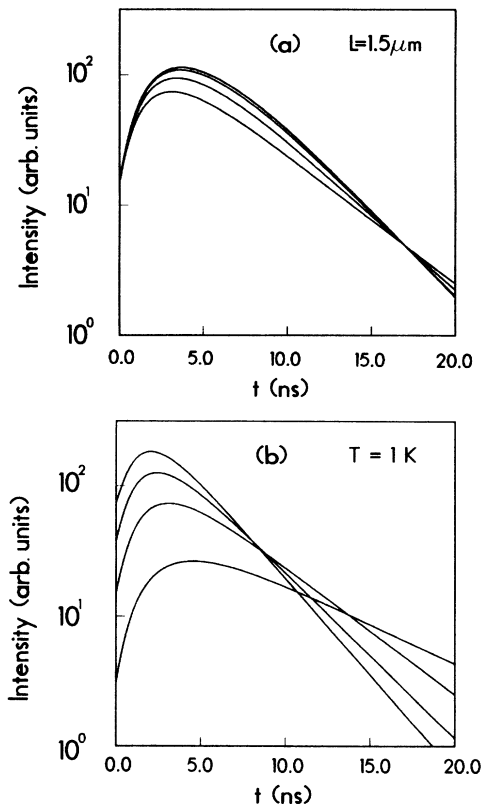 (a) L=1.5μm
10²
10¹
10⁰
Intensity (arb. units)
0.0 5.0 10.0 15.0 20.0
t (ns)
(b) T = 1 K
10²
10¹
10⁰
Intensity (arb. units)
0.0 5.0 10.0 15.0 20.0
t (ns)